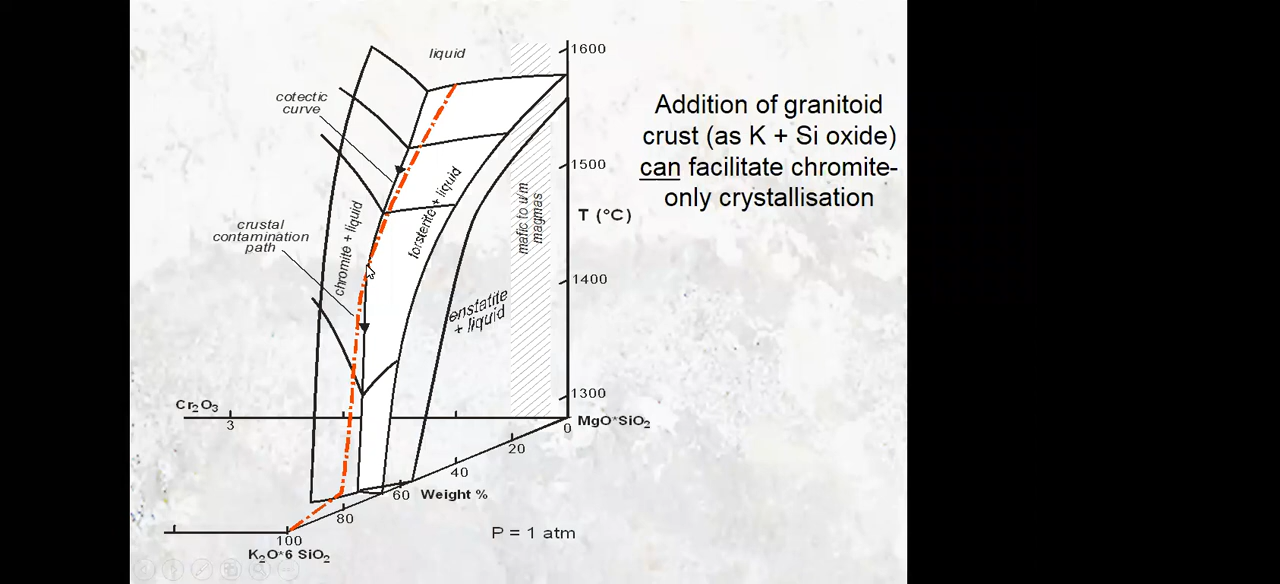 liquid
1600
cotectic
curve
Addition of granitoid
crust (as K + Si oxide)
can facilitate chromite-
only crystallisation
1500
forsterite + liquid
mafic to u/m
magmas
T (°C)
crustal
contamination
path
chromite + liquid
1400
enstatite
+ liquid
1300
Cr₂O₃
3
MgO*SiO₂
0
20
40
60
Weight %
80
100
K₂O*6 SiO₂
P = 1 atm